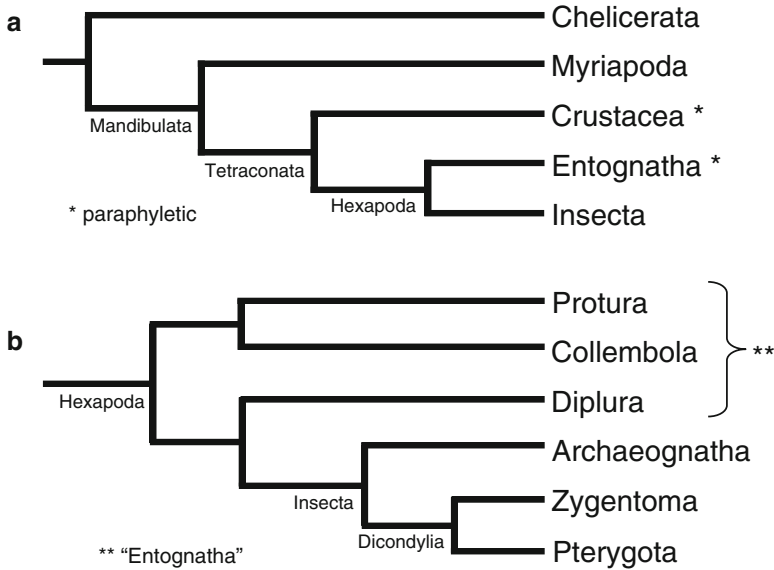 a
Chelicerata
Myriapoda
Mandibulata
Crustacea *
Tetraconata
Entognatha *
* paraphyletic
Hexapoda
Insecta
b
Protura
Collembola
**
Hexapoda
Diplura
Archaeognatha
Insecta
Zygentoma
Dicondylia
** “Entognatha”
Pterygota